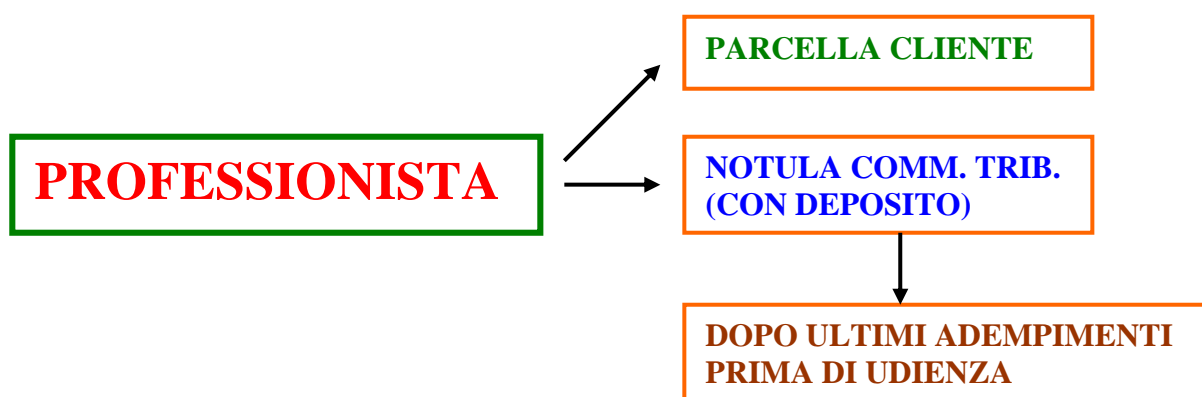 PARCELLA CLIENTE
PROFESSIONISTA
NOTULA COMM. TRIB.
(CON DEPOSITO)
DOPO ULTIMI ADEMPIMENTI
PRIMA DI UDIENZA